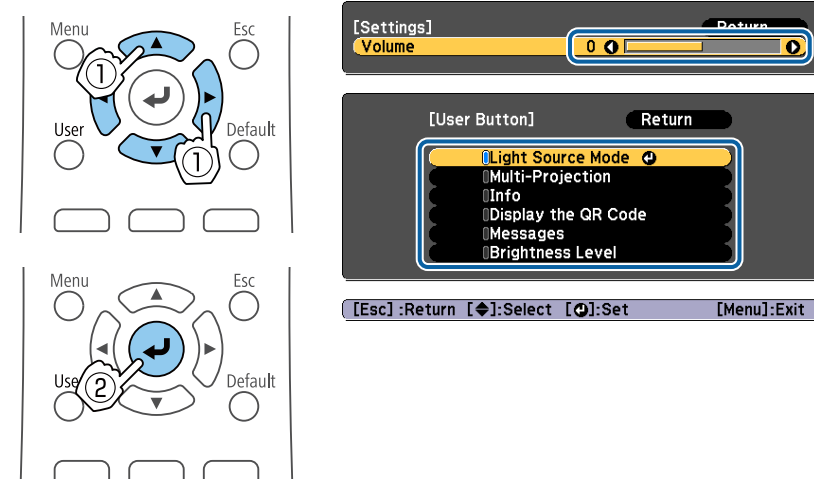 Menu
Esc
①
User
Default
①
Menu
Esc
Use
②
Default
[Settings]
Return
Volume 0
[User Button] Return
Light Source Mode
Multi-Projection
Info
Display the QR Code
Messages
Brightness Level
[Esc] :Return [◆]:Select [⏎]:Set [Menu]:Exit